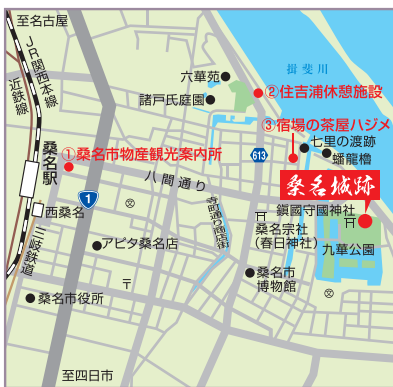 至名古屋
JR関西本線
近鉄線
六華苑
諸戸氏庭園
揖斐川
②住吉浦休憩施設
③宿場の茶屋ハジメ
七里の渡跡
蟠龍櫓
613
①桑名市物産観光案内所
桑名駅
八間通り
桑名城跡
1
寺町通り商店街
鎭國守國神社
西桑名
桑名宗社
(春日神社)
九華公園
三岐鉄道
アピタ桑名店
桑名市
博物館
桑名市役所
至四日市